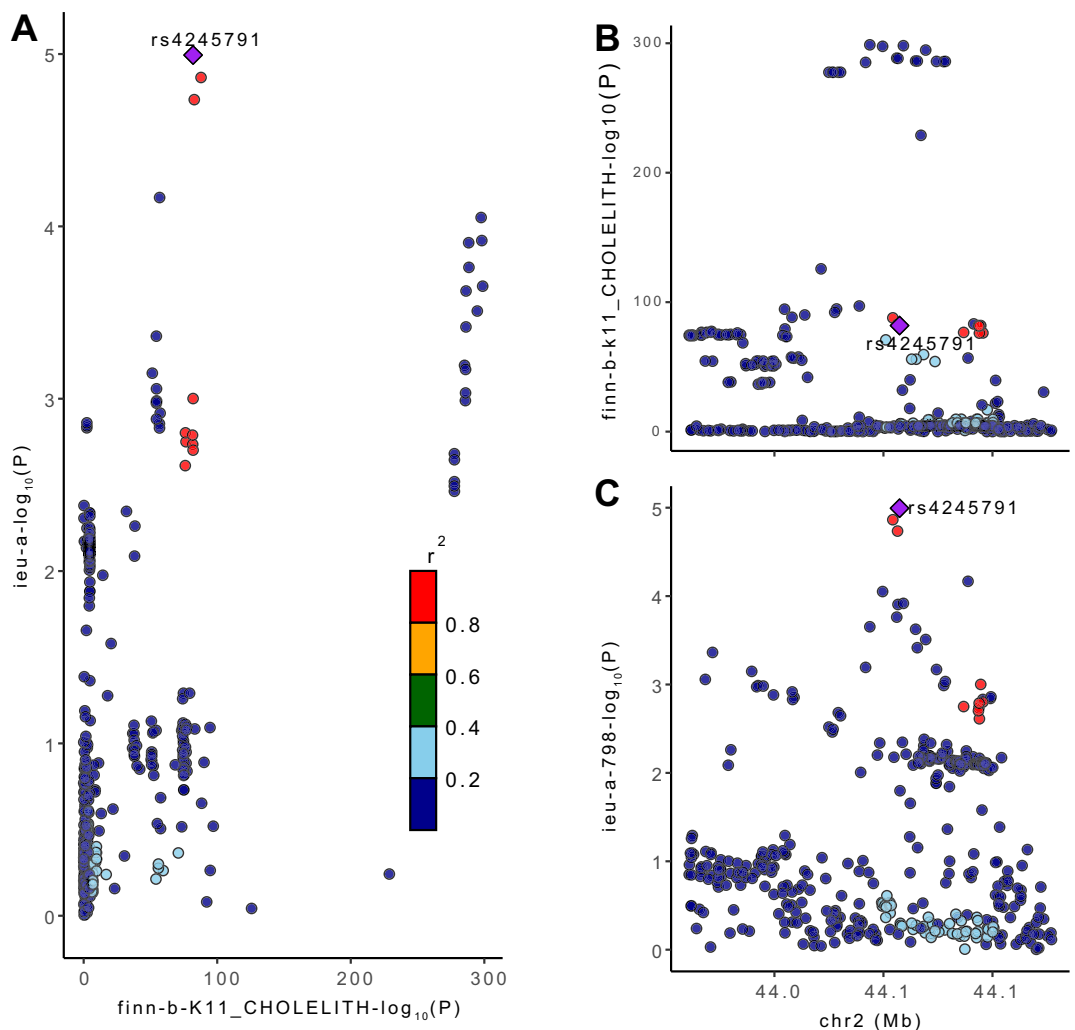 A
rs4245791
5
4
3
2
1
0
ieu-a-log10(P)
0 100 200 300
finn-b-K11_CHOLELITH-log10(P)
r2
0.8
0.6
0.4
0.2
B
300
200
100
0
finn-b-k11_CHOLELITH-log10(P)
rs4245791
C
5
4
3
2
1
0
ieu-a-798-log10(P)
rs4245791
44.0 44.1 44.1
chr2 (Mb)